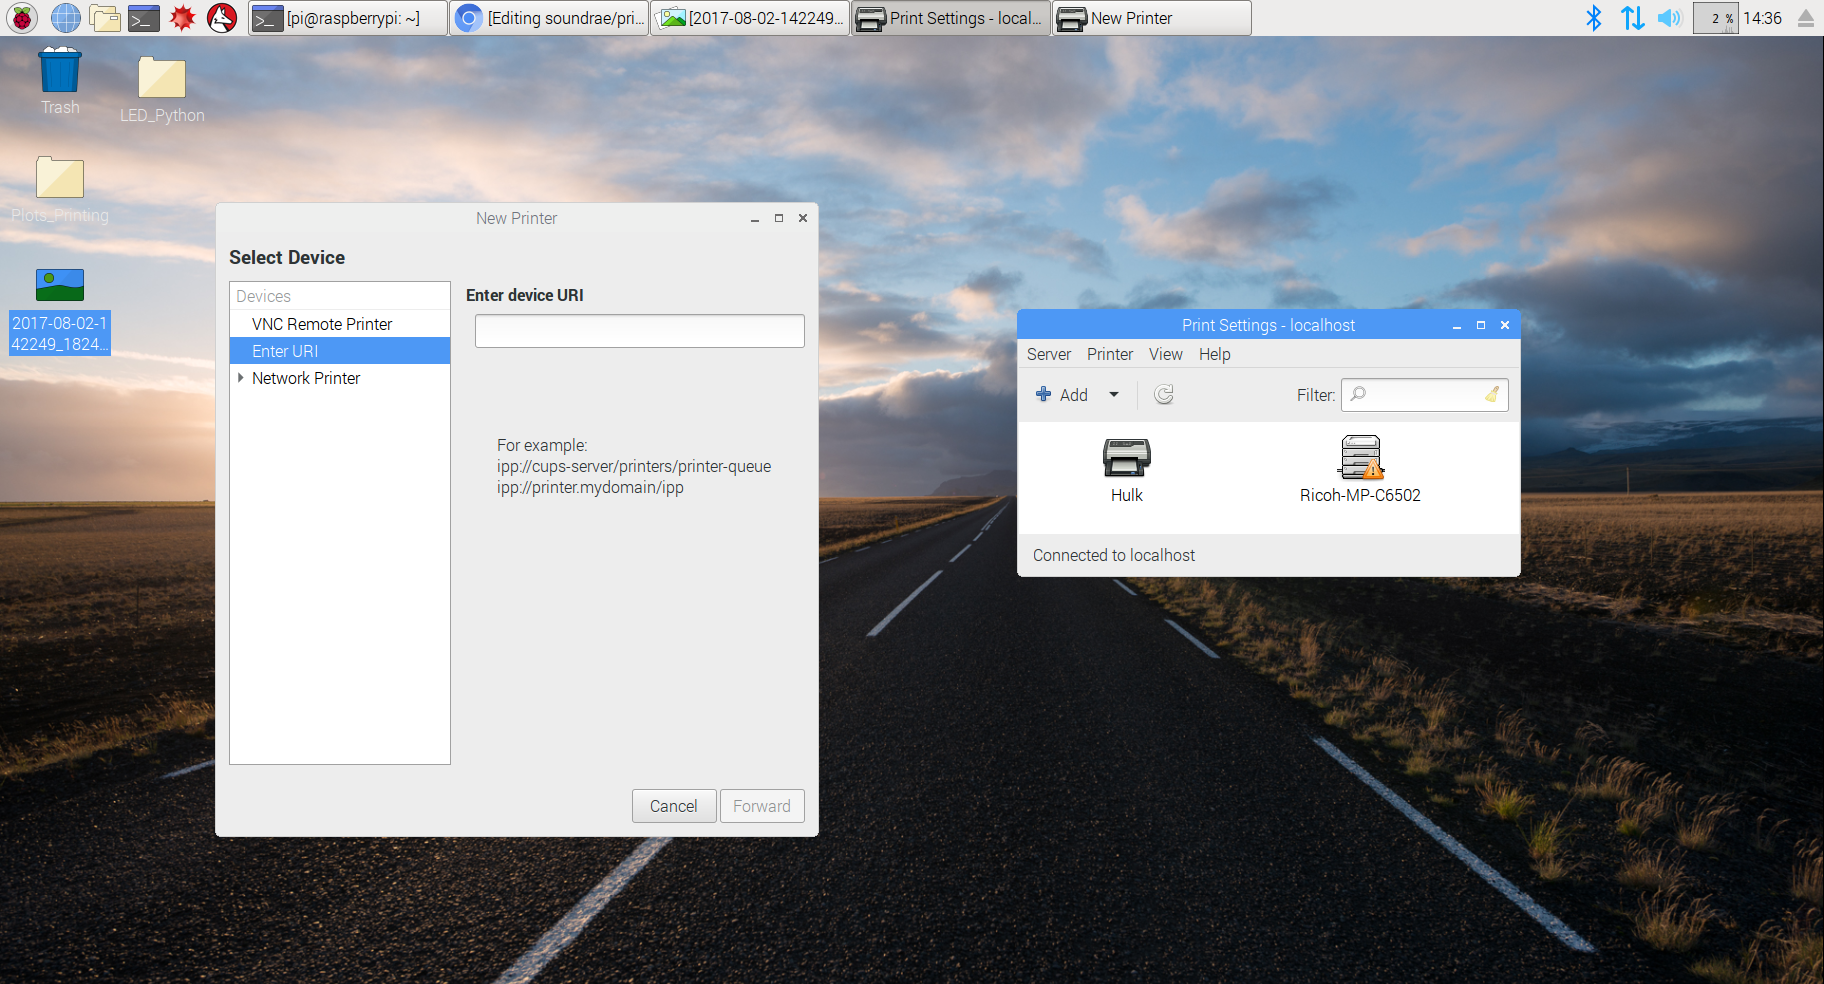 [pi@raspberrypi: ~]
[Editing soundrae/pri...
[2017-08-02-142249...
Print Settings - local...
New Printer
2 %
14:36
Trash
LED_Python
Plots_Printing
2017-08-02-1
42249_1824...
New Printer
Select Device
Devices
VNC Remote Printer
Enter URI
Network Printer
Enter device URI
For example:
ipp://cups-server/printers/printer-queue
ipp://printer.mydomain/ipp
Cancel
Forward
Print Settings - localhost
Server Printer View Help
Add
Filter:
Hulk
Ricoh-MP-C6502
Connected to localhost